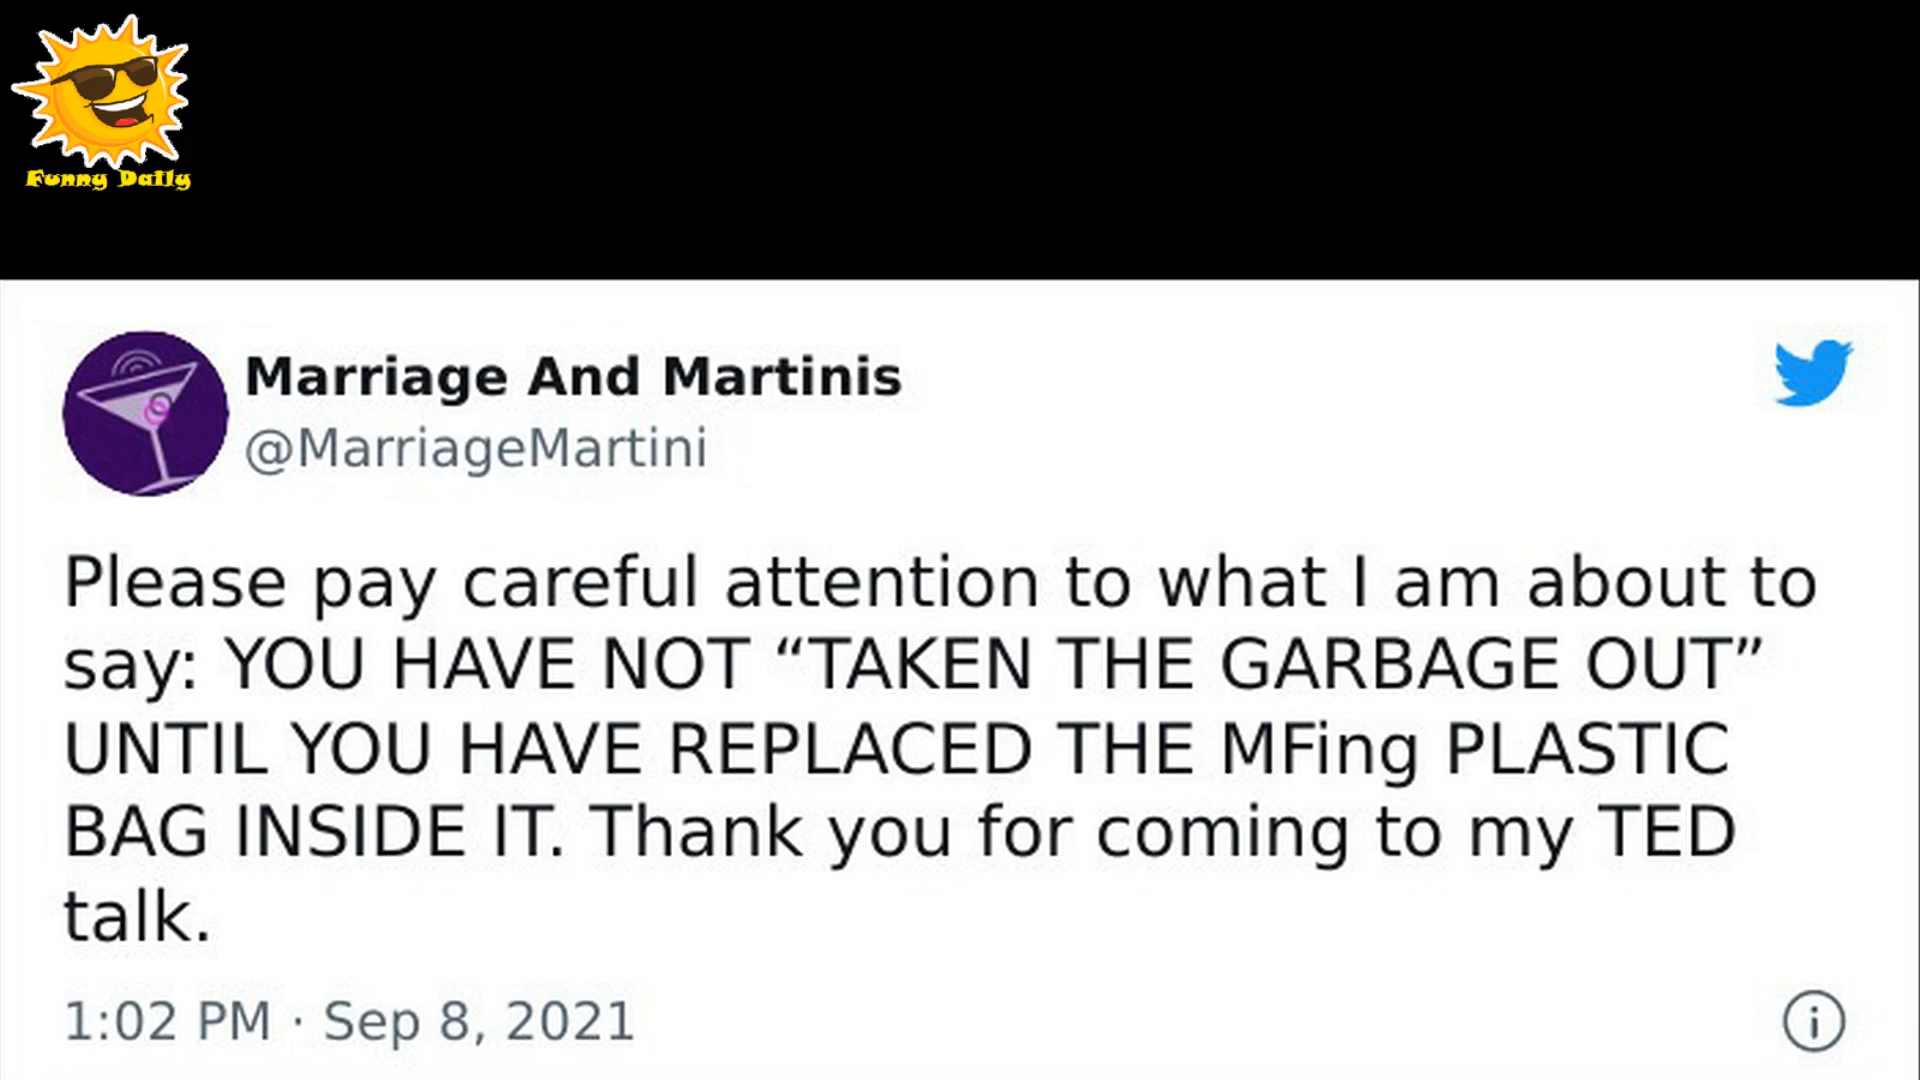 Funny Daily
Marriage And Martinis
@MarriageMartini
Please pay careful attention to what I am about to
say: YOU HAVE NOT “TAKEN THE GARBAGE OUT”
UNTIL YOU HAVE REPLACED THE MFing PLASTIC
BAG INSIDE IT. Thank you for coming to my TED
talk.
1:02 PM · Sep 8, 2021